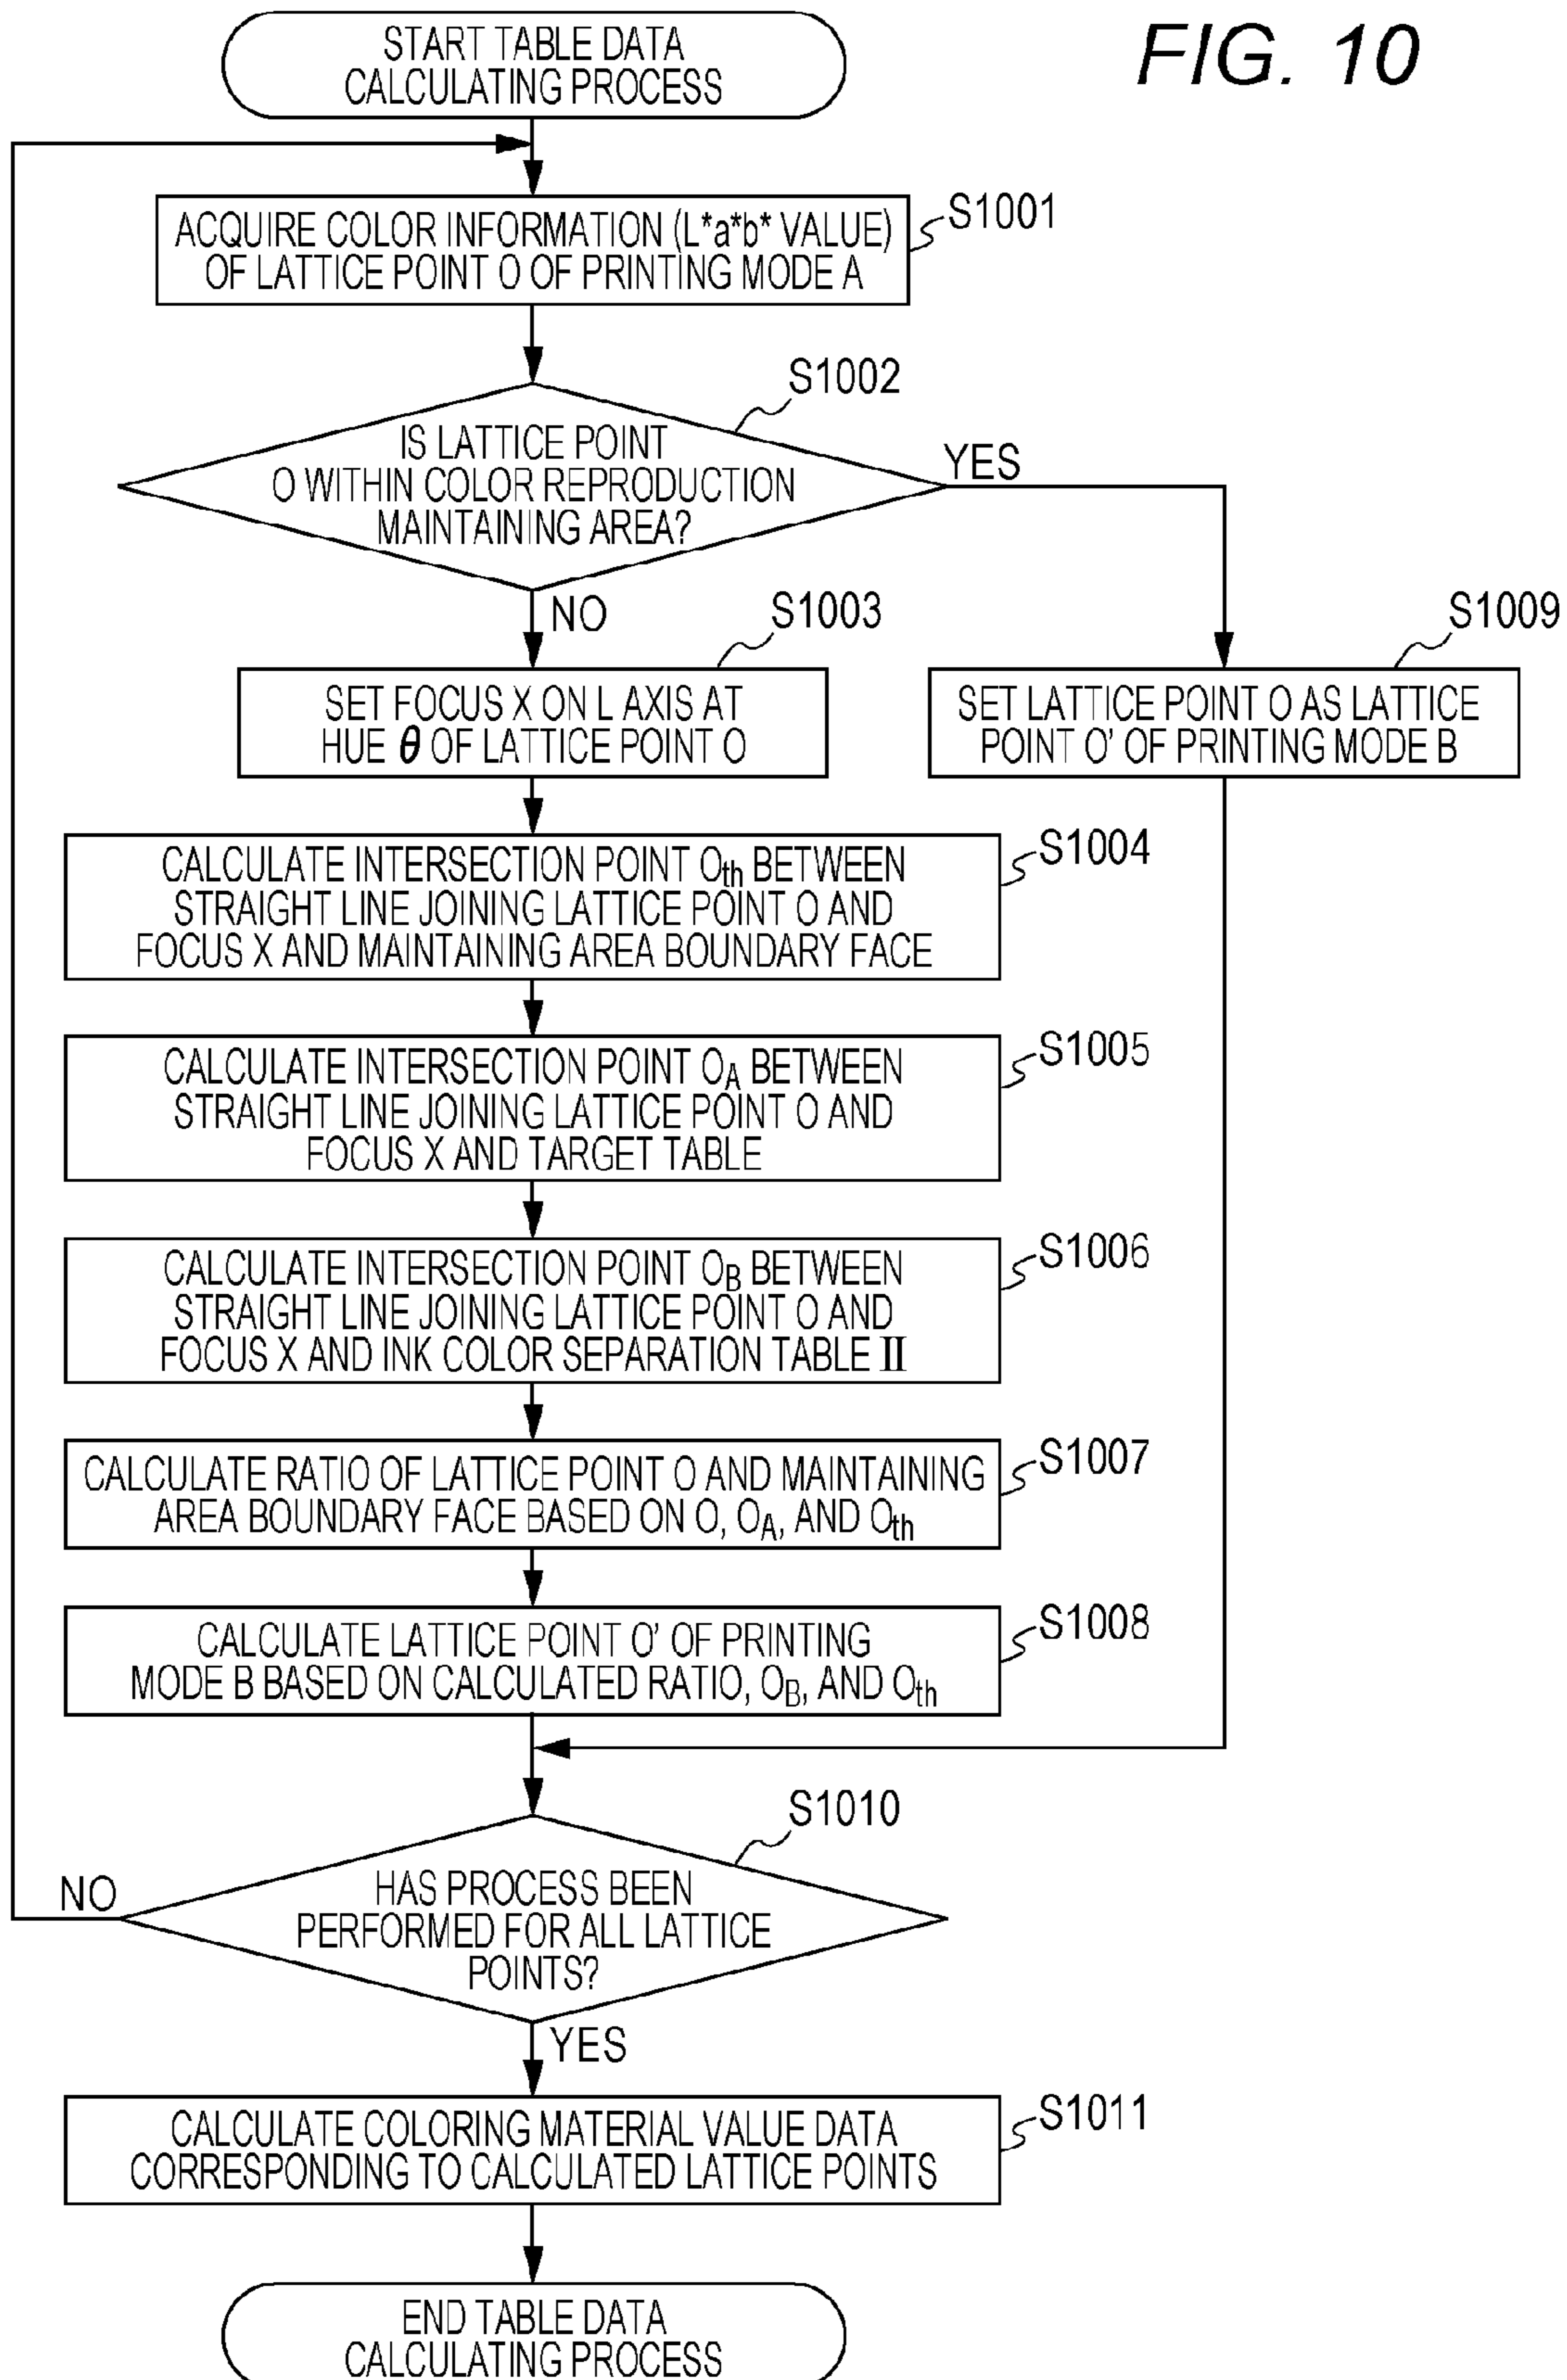 FIG. 10
START TABLE DATA
CALCULATING PROCESS
S1001
ACQUIRE COLOR INFORMATION (L*a*b* VALUE)
OF LATTICE POINT O OF PRINTING MODE A
S1002
IS LATTICE POINT
O WITHIN COLOR REPRODUCTION
MAINTAINING AREA?
YES
NO
S1003
SET FOCUS X ON L AXIS AT
HUE θ OF LATTICE POINT O
S1009
SET LATTICE POINT O AS LATTICE
POINT O' OF PRINTING MODE B
S1004
CALCULATE INTERSECTION POINT Oth BETWEEN
STRAIGHT LINE JOINING LATTICE POINT O AND
FOCUS X AND MAINTAINING AREA BOUNDARY FACE
S1005
CALCULATE INTERSECTION POINT OA BETWEEN
STRAIGHT LINE JOINING LATTICE POINT O AND
FOCUS X AND TARGET TABLE
S1006
CALCULATE INTERSECTION POINT OB BETWEEN
STRAIGHT LINE JOINING LATTICE POINT O AND
FOCUS X AND INK COLOR SEPARATION TABLE II
S1007
CALCULATE RATIO OF LATTICE POINT O AND MAINTAINING
AREA BOUNDARY FACE BASED ON O, OA, AND Oth
S1008
CALCULATE LATTICE POINT O' OF PRINTING
MODE B BASED ON CALCULATED RATIO, OB, AND Oth
S1010
HAS PROCESS BEEN
PERFORMED FOR ALL LATTICE
POINTS?
NO
YES
S1011
CALCULATE COLORING MATERIAL VALUE DATA
CORRESPONDING TO CALCULATED LATTICE POINTS
END TABLE DATA
CALCULATING PROCESS